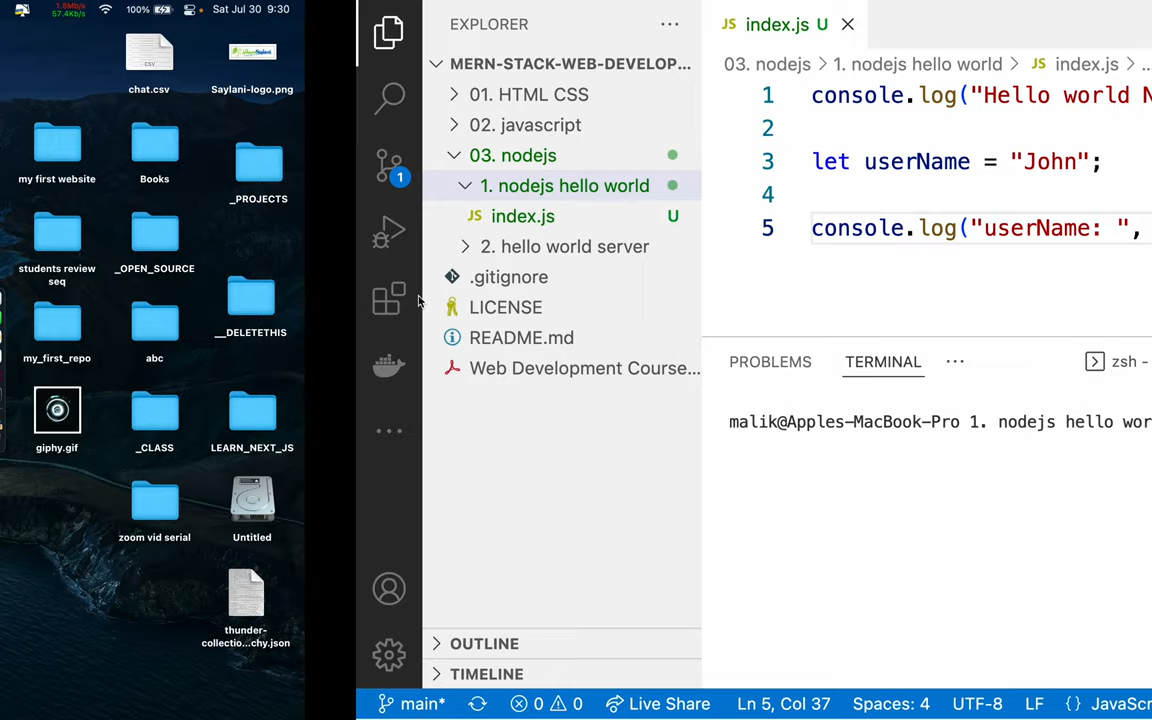 1.5Mb/s
57.4Kb/s
100%
Sat Jul 30 9:30
CSV
chat.csv
Saylani-logo.png
my first website
Books
_PROJECTS
students review
seq
_OPEN_SOURCE
__DELETETHIS
my_first_repo
abc
giphy.gif
_CLASS
LEARN_NEXT_JS
zoom vid serial
Untitled
thunder-
collectio...chy.json
EXPLORER
MERN-STACK-WEB-DEVELOP...
01. HTML CSS
02. javascript
03. nodejs
1. nodejs hello world
JS index.js U
2. hello world server
.gitignore
LICENSE
README.md
Web Development Course...
OUTLINE
TIMELINE
1
JS index.js U
03. nodejs > 1. nodejs hello world > JS index.js > ...
1 console.log("Hello world N
2
3 let userName = "John";
4
5 console.log("userName: ",
PROBLEMS TERMINAL ... zsh -
malik@Apples-MacBook-Pro 1. nodejs hello wor
main* 0 0 Live Share Ln 5, Col 37 Spaces: 4 UTF-8 LF {} JavaScr